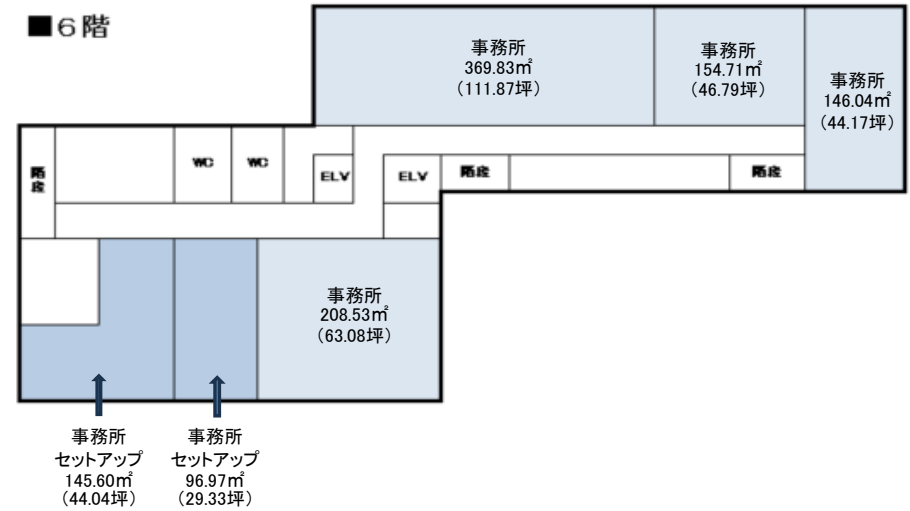 ■6階
事務所
369.83㎡
(111.87坪)
事務所
154.71㎡
(46.79坪)
事務所
146.04㎡
(44.17坪)
階段
WC
WC
ELV
ELV
階段
階段
事務所
208.53㎡
(63.08坪)
事務所
セットアップ
145.60㎡
(44.04坪)
事務所
セットアップ
96.97㎡
(29.33坪)